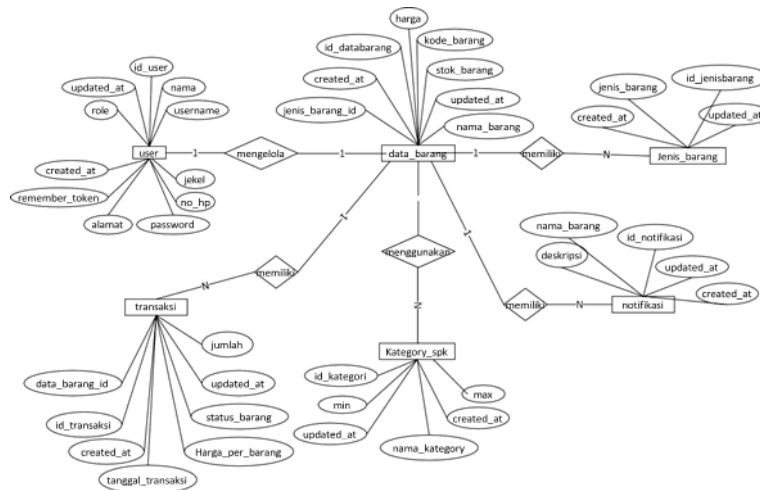 harga
id_databarang
kode_barang
created_at
stok_barang
jenis_barang_id
updated_at
nama_barang
id_user
updated_at
nama
role
username
user
1
mengelola
1
data_barang
1
memiliki
N
Jenis_barang
jenis_barang
id_jenisbarang
created_at
updated_at
created_at
jekel
remember_token
no_hp
alamat
password
1
memiliki
N
transaksi
jumlah
data_barang_id
updated_at
id_transaksi
status_barang
created_at
Harga_per_barang
tanggal_transaksi
menggunakan
N
Kategory_spk
id_kategori
max
min
created_at
updated_at
nama_kategory
1
memiliki
N
notifikasi
nama_barang
id_notifikasi
deskripsi
updated_at
created_at